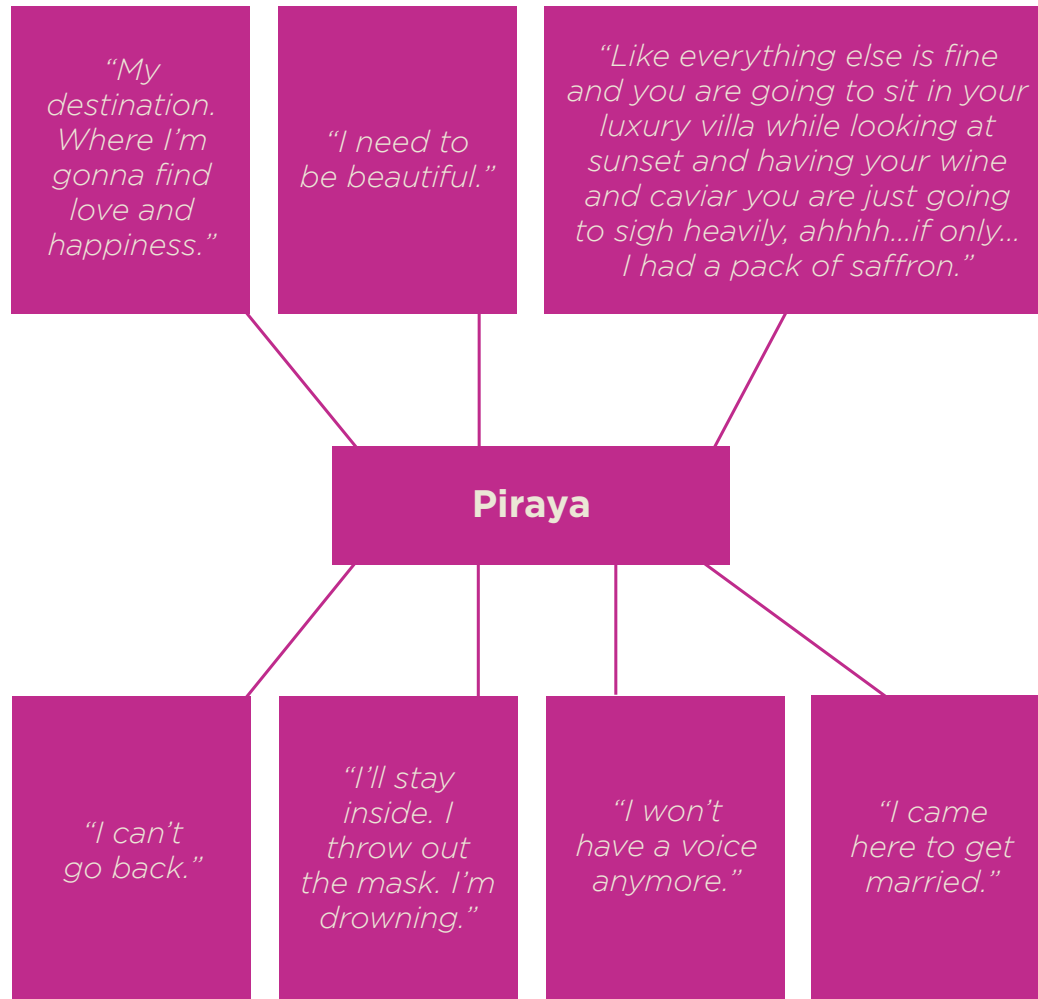 “My
destination.
Where I’m
gonna find
love and
happiness.”
“I need to
be beautiful.”
“Like everything else is fine
and you are going to sit in your
luxury villa while looking at
sunset and having your wine
and caviar you are just going
to sigh heavily, ahhhh...if only...
I had a pack of saffron.”
Piraya
“I can’t
go back.”
“I’ll stay
inside. I
throw out
the mask. I’m
drowning.”
“I won’t
have a voice
anymore.”
“I came
here to get
married.”